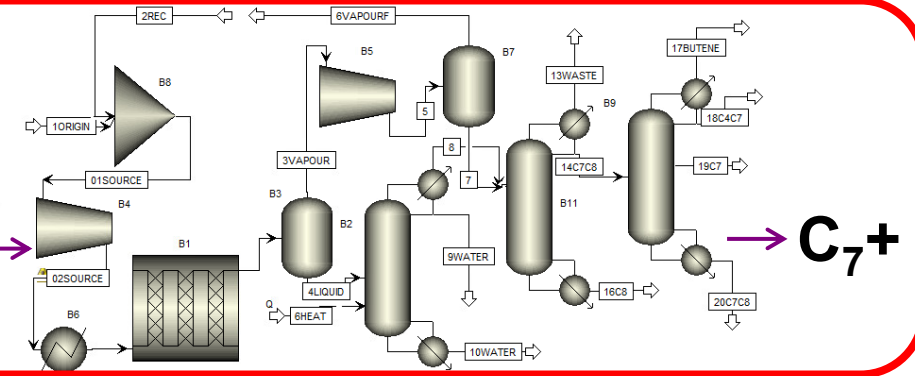 2REC
6VAPOURF
17BUTENE
B5
B7
B8
13WASTE
B9
1ORIGIN
5
18C4C7
3VAPOUR
8
01SOURCE
7
14C7C8
19C7
B4
B3
B2
B11
B1
9WATER
C7+
02SOURCE
4LIQUID
Q
6HEAT
16C8
20C7C8
B6
10WATER